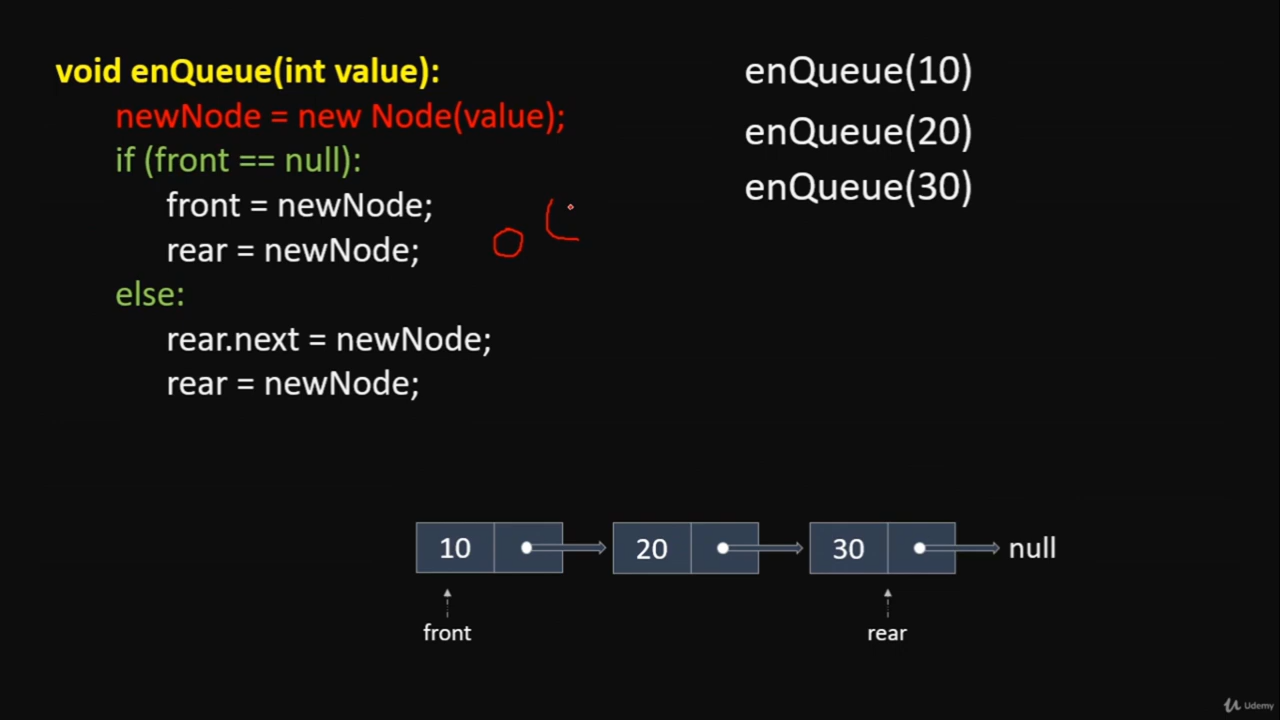 void enQueue(int value):
newNode = new Node(value);
if (front == null):
front = newNode;
rear = newNode;
else:
rear.next = newNode;
rear = newNode;
enQueue(10)
enQueue(20)
enQueue(30)
10 20 30 null
front rear
Udemy